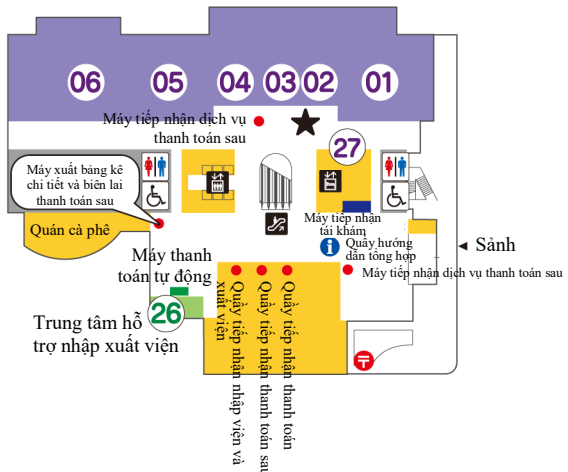 06
05
04
03
02
01
Máy tiếp nhận dịch vụ
thanh toán sau
27
Máy xuất bảng kê
chi tiết và biên lai
thanh toán sau
Quán cà phê
Máy tiếp nhận
tái khám
Quầy hướng
dẫn tổng hợp
Sảnh
Máy tiếp nhận dịch vụ thanh toán sau
Máy thanh
toán tự động
26
Trung tâm hỗ
trợ nhập xuất viện
Quầy tiếp nhận nhập viện và
xuất viện
Quầy tiếp nhận thanh toán sau
Quầy tiếp nhận thanh toán